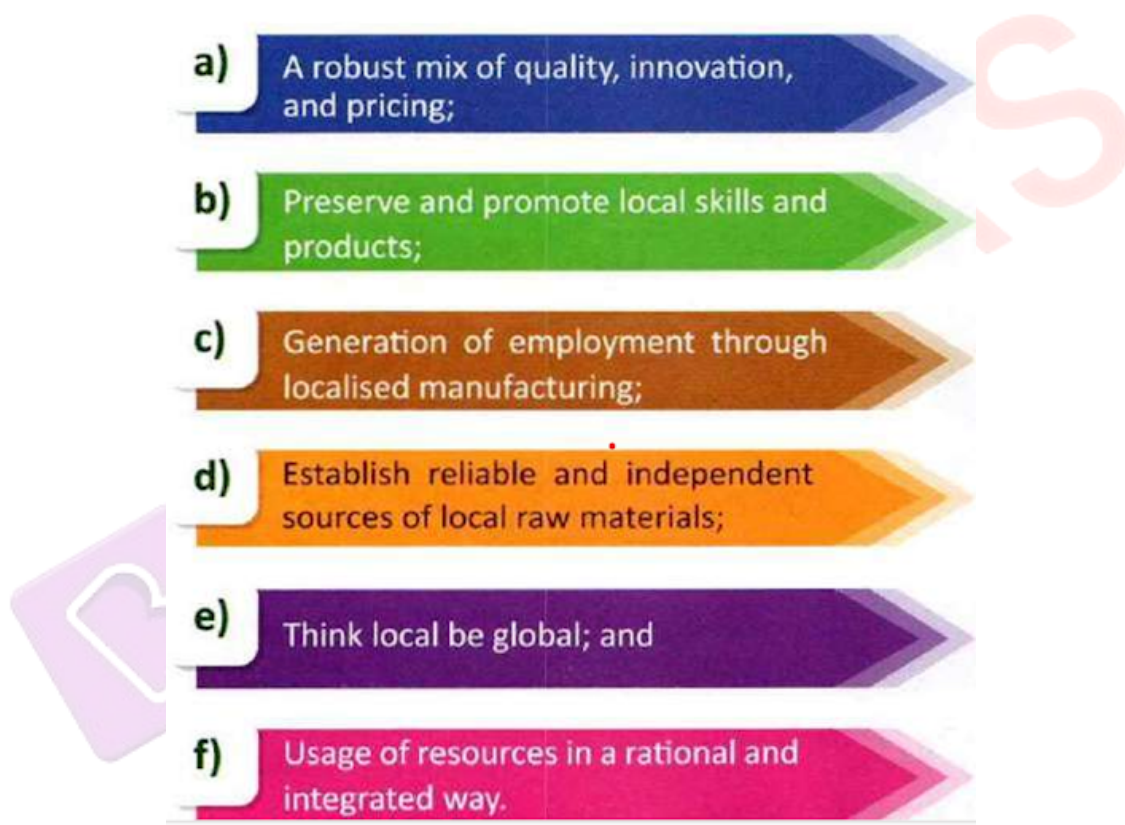 a) A robust mix of quality, innovation,
and pricing;
b) Preserve and promote local skills and
products;
c) Generation of employment through
localised manufacturing;
d) Establish reliable and independent
sources of local raw materials;
e) Think local be global; and
f) Usage of resources in a rational and
integrated way.